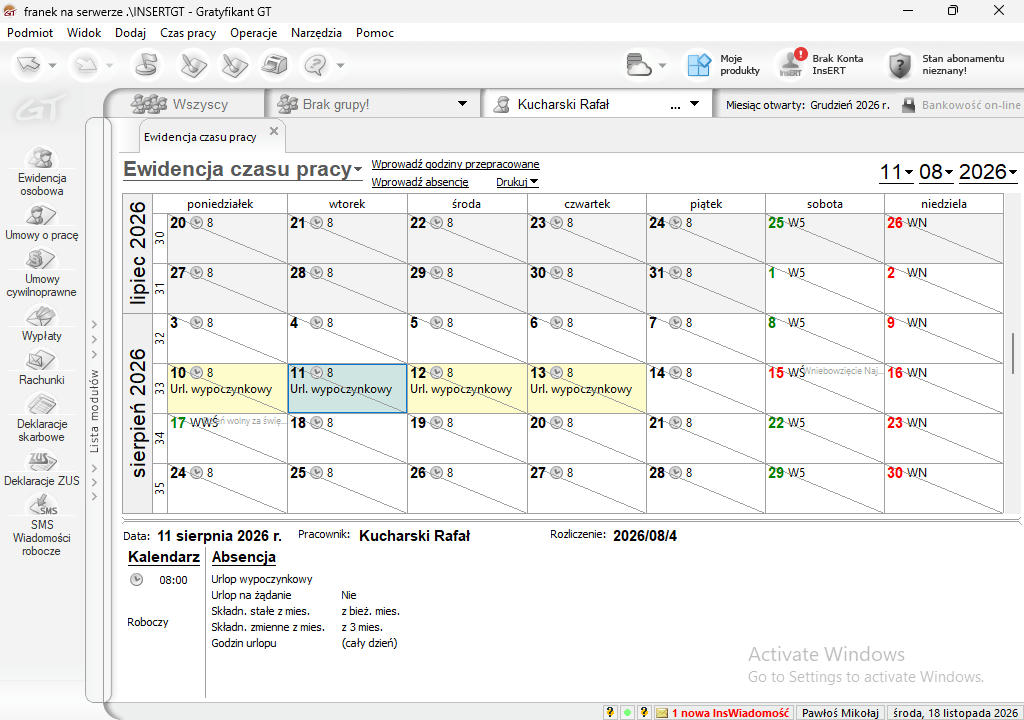 franek na serwerze .\INSERTGT - Gratyfikant GT
Podmiot Widok Dodaj Czas pracy Operacje Narzędzia Pomoc
Moje produkty
Brak Konta InsERT
Stan abonamentu nieznany!
GT
Wszyscy Brak grupy! Kucharski Rafał ... Miesiąc otwarty: Grudzień 2026 r. Bankowość on-line
Ewidencja czasu pracy
Ewidencja czasu pracy
Wprowadź godziny przepracowane
Wprowadź absencję Drukuj
11 08 2026
Ewidencja osobowa
Umowy o pracę
Umowy cywilnoprawne
Wypłaty
Rachunki
Deklaracje skarbowe
Deklaracje ZUS
SMS Wiadomości robocze
Lista modułów
poniedziałek wtorek środa czwartek piątek sobota niedziela
lipiec 2026
30 20 8 21 8 22 8 23 8 24 8 25 W5 26 WN
31 27 8 28 8 29 8 30 8 31 8 1 W5 2 WN
sierpień 2026
32 3 8 4 8 5 8 6 8 7 8 8 W5 9 WN
33 10 8 11 8 12 8 13 8 14 8 15 WŚ Wniebowzięcie Naj... 16 WN
Url. wypoczynkowy Url. wypoczynkowy Url. wypoczynkowy Url. wypoczynkowy
34 17 WWŚ Dzień wolny za świę... 18 8 19 8 20 8 21 8 22 W5 23 WN
35 24 8 25 8 26 8 27 8 28 8 29 W5 30 WN
Data: 11 sierpnia 2026 r. Pracownik: Kucharski Rafał Rozliczenie: 2026/08/4
Kalendarz Absencja
08:00 Urlop wypoczynkowy
Urlop na żądanie Nie
Składn. stałe z mies. z bież. mies.
Roboczy Składn. zmienne z mies. z 3 mies.
Godzin urlopu (cały dzień)
Activate Windows
Go to Settings to activate Windows.
1 nowa InsWiadomość Pawłoś Mikołaj środa, 18 listopada 2026